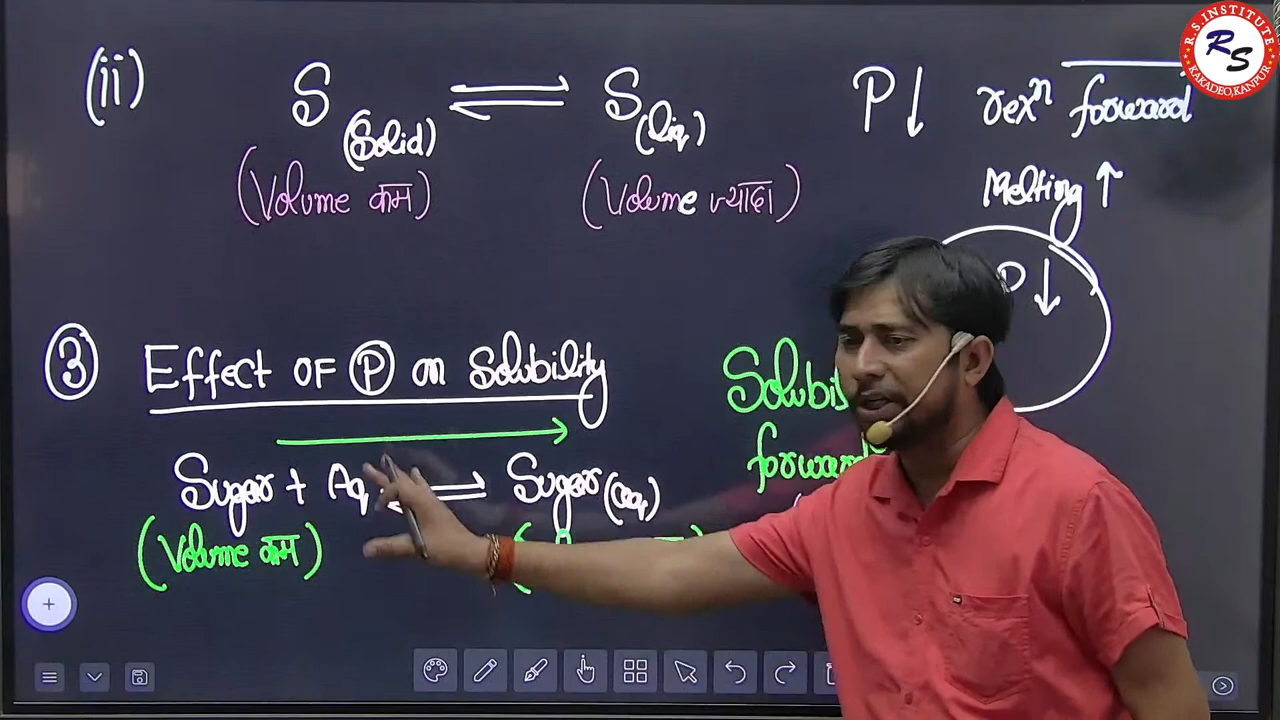 (ii) S(Solid) ⇌ S(liq) P↓ rexⁿ forward
(Volume कम) (Volume ज्यादा) Melting ↑
P↓
③ Effect OF Ⓟ on Solubility
Sugar + Aq ⇌ Sugar(aq) forward
(Volume कम)
R.S. INSTITUTE
RS
KAKADEO, KANPUR